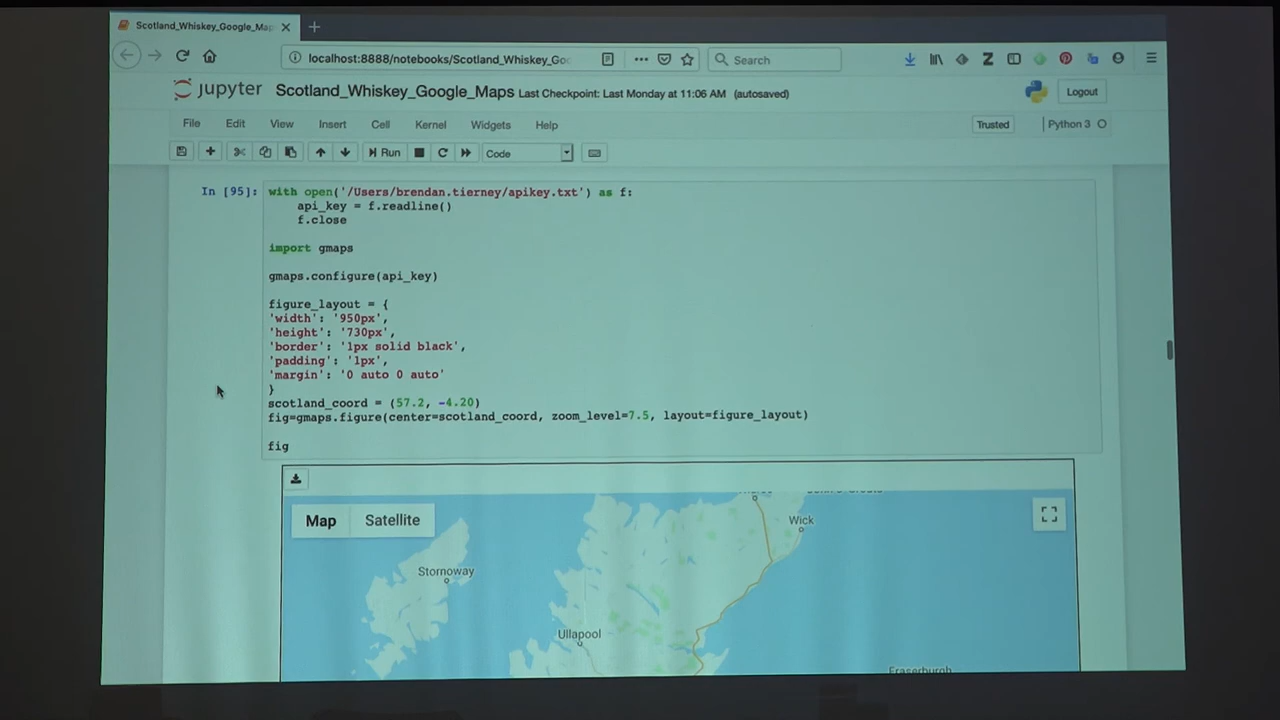 Scotland_Whiskey_Google_Map
localhost:8888/notebooks/Scotland_Whiskey_Go
Search
jupyter Scotland_Whiskey_Google_Maps Last Checkpoint: Last Monday at 11:06 AM (autosaved)
Logout
File Edit View Insert Cell Kernel Widgets Help
Trusted Python 3
Run Code
In [95]: with open('/Users/brendan.tierney/apikey.txt') as f:
api_key = f.readline()
f.close
import gmaps
gmaps.configure(api_key)
figure_layout = {
'width': '950px',
'height': '730px',
'border': '1px solid black',
'padding': '1px',
'margin': '0 auto 0 auto'
}
scotland_coord = (57.2, -4.20)
fig=gmaps.figure(center=scotland_coord, zoom_level=7.5, layout=figure_layout)
fig
Map Satellite
Wick
Stornoway
Ullapool
Fraserburgh